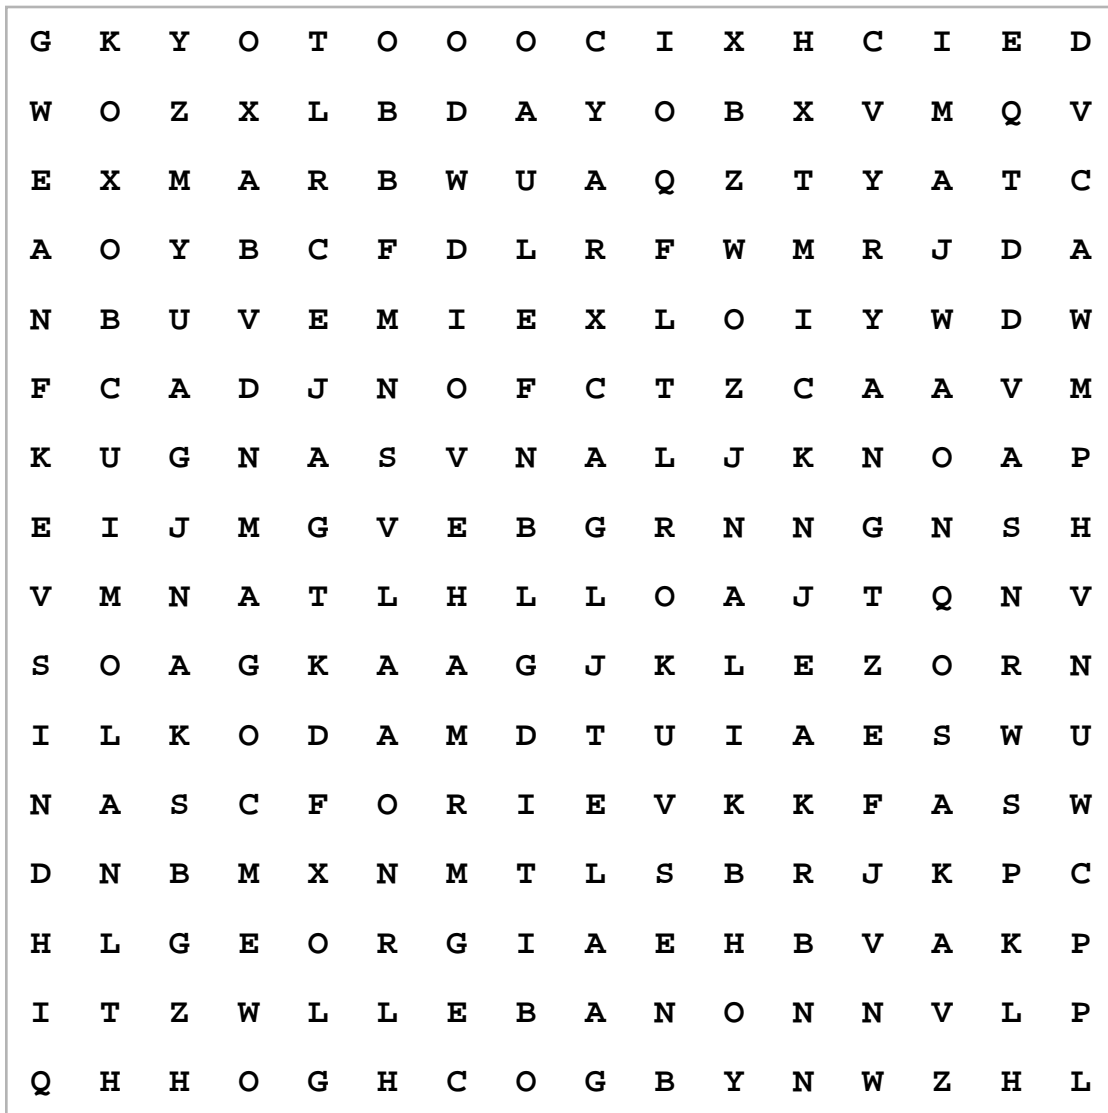 G K Y O T O O O C I X H C I E D
W O Z X L B D A Y O B X V M Q V
E X M A R B W U A Q Z T Y A T C
A O Y B C F D L R F W M R J D A
N B U V E M I E X L O I Y W D W
F C A D J N O F C T Z C A A V M
K U G N A S V N A L J K N O A P
E I J M G V E B G R N N G N S H
V M N A T L H L L O A J T Q N V
S O A G K A A G J K L E Z O R N
I L K O D A M D T U I A E S W U
N A S C F O R I E V K K F A S W
D N B M X N M T L S B R J K P C
H L G E O R G I A E H B V A K P
I T Z W L L E B A N O N N V L P
Q H H O G H C O G B Y N W Z H L